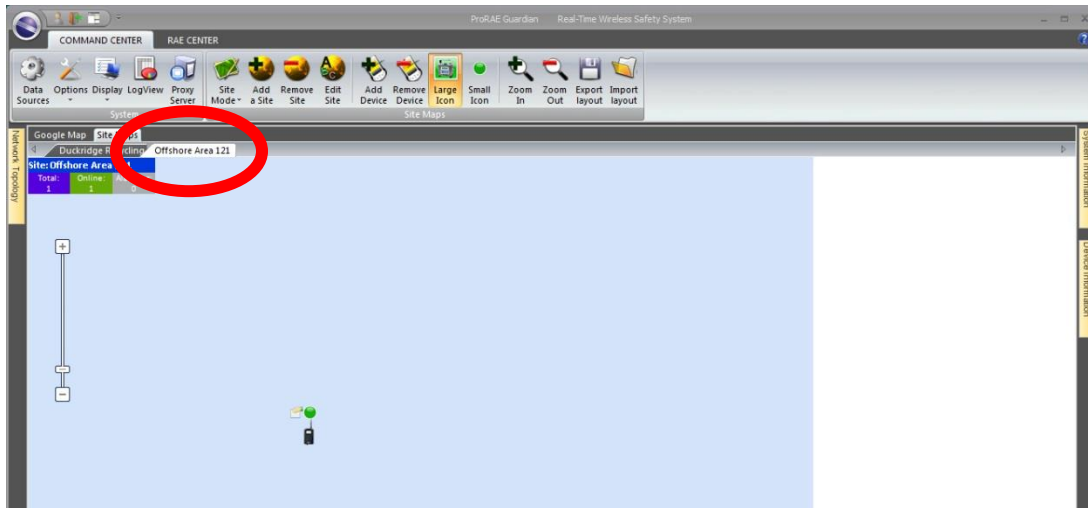 ProRAE Guardian Real-Time Wireless Safety System
COMMAND CENTER RAE CENTER
Data Sources Options Display LogView Proxy Server Site Mode Add a Site Remove Site Edit Site Add Device Remove Device Large Icon Small Icon Zoom In Zoom Out Export layout Import layout
System Site Maps
Google Map Site
Duckridge Offshore Area 121
Site: Offshore Area
Total: Online:
1 1
Network Topology
System Information
Device Information